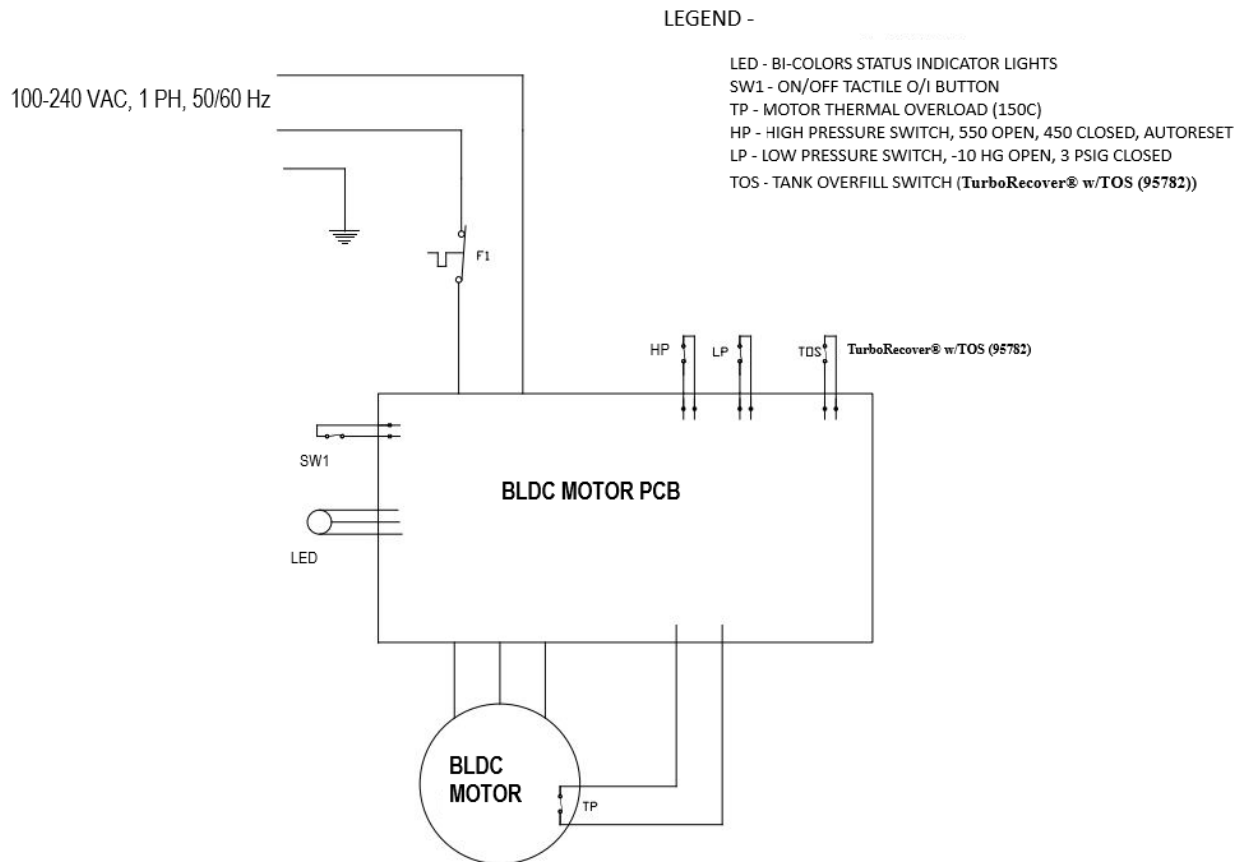 LEGEND -
LED - BI-COLORS STATUS INDICATOR LIGHTS
SW1 - ON/OFF TACTILE O/I BUTTON
TP - MOTOR THERMAL OVERLOAD (150C)
HP - HIGH PRESSURE SWITCH, 550 OPEN, 450 CLOSED, AUTORESET
LP - LOW PRESSURE SWITCH, -10 HG OPEN, 3 PSIG CLOSED
TOS - TANK OVERFILL SWITCH (TurboRecover® w/TOS (95782))
100-240 VAC, 1 PH, 50/60 Hz
F1
HP
LP
TOS
TurboRecover® w/TOS (95782)
SW1
BLDC MOTOR PCB
LED
BLDC
MOTOR
TP